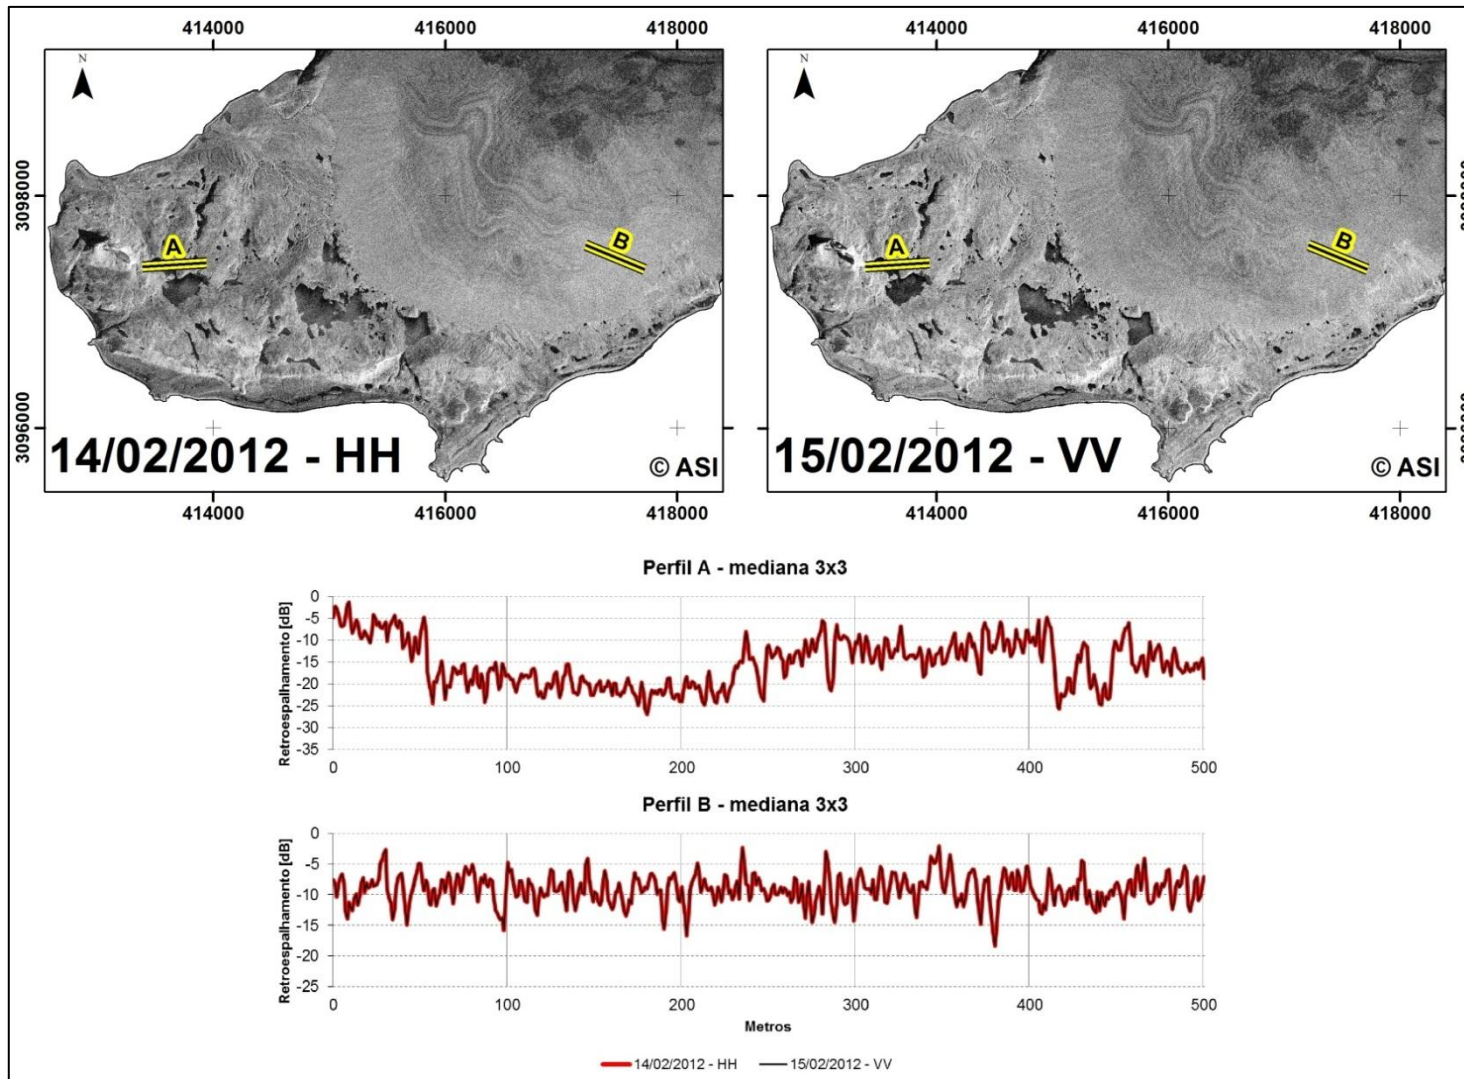 414000 416000 418000
414000 416000 418000
N
N
A
B
A
B
3098000
3096000
14/02/2012 - HH
© ASI
15/02/2012 - VV
© ASI
414000 416000 418000
414000 416000 418000
Perfil A - mediana 3x3
Retroespalhamento [dB]
0
-5
-10
-15
-20
-25
-30
-35
0 100 200 300 400 500
Perfil B - mediana 3x3
Retroespalhamento [dB]
0
-5
-10
-15
-20
-25
0 100 200 300 400 500
Metros
14/02/2012 - HH 15/02/2012 - VV